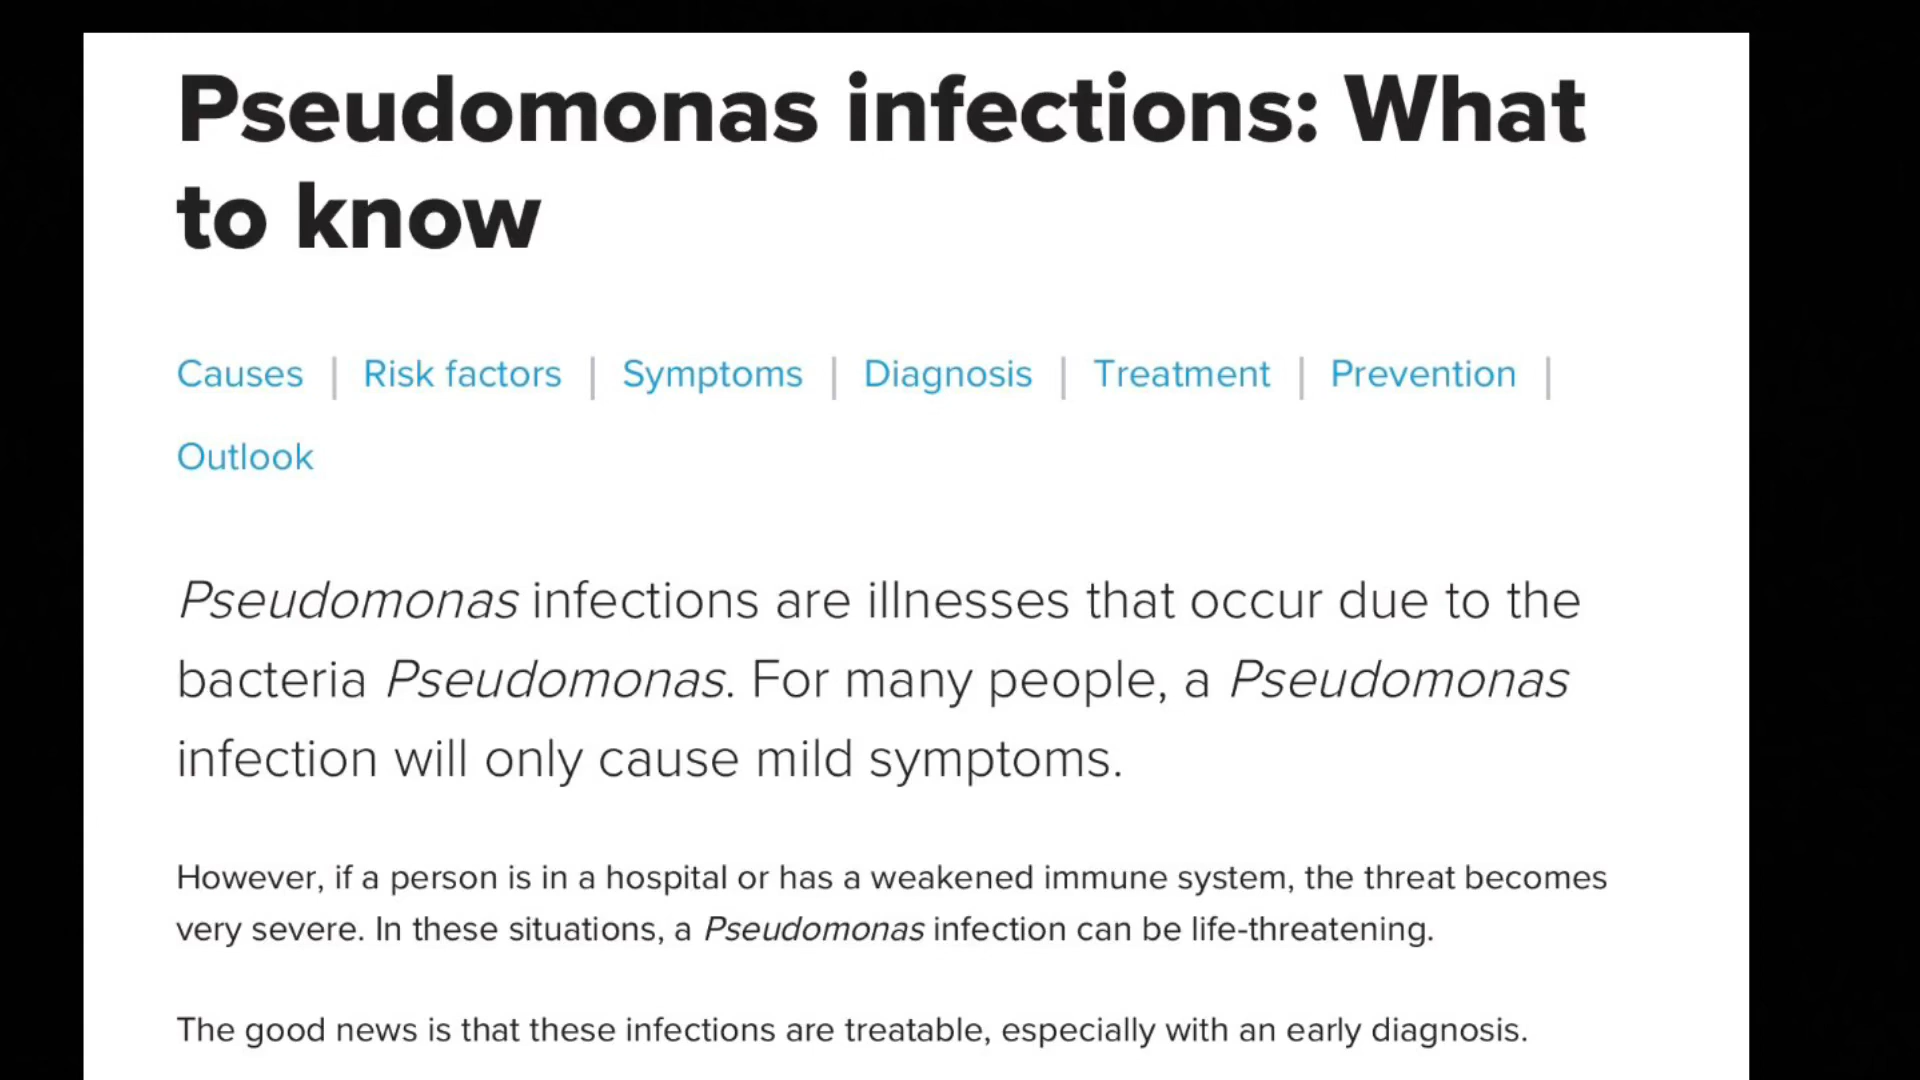 Pseudomonas infections: What
to know
Causes | Risk factors | Symptoms | Diagnosis | Treatment | Prevention |
Outlook
Pseudomonas infections are illnesses that occur due to the
bacteria Pseudomonas. For many people, a Pseudomonas
infection will only cause mild symptoms.
However, if a person is in a hospital or has a weakened immune system, the threat becomes
very severe. In these situations, a Pseudomonas infection can be life-threatening.
The good news is that these infections are treatable, especially with an early diagnosis.